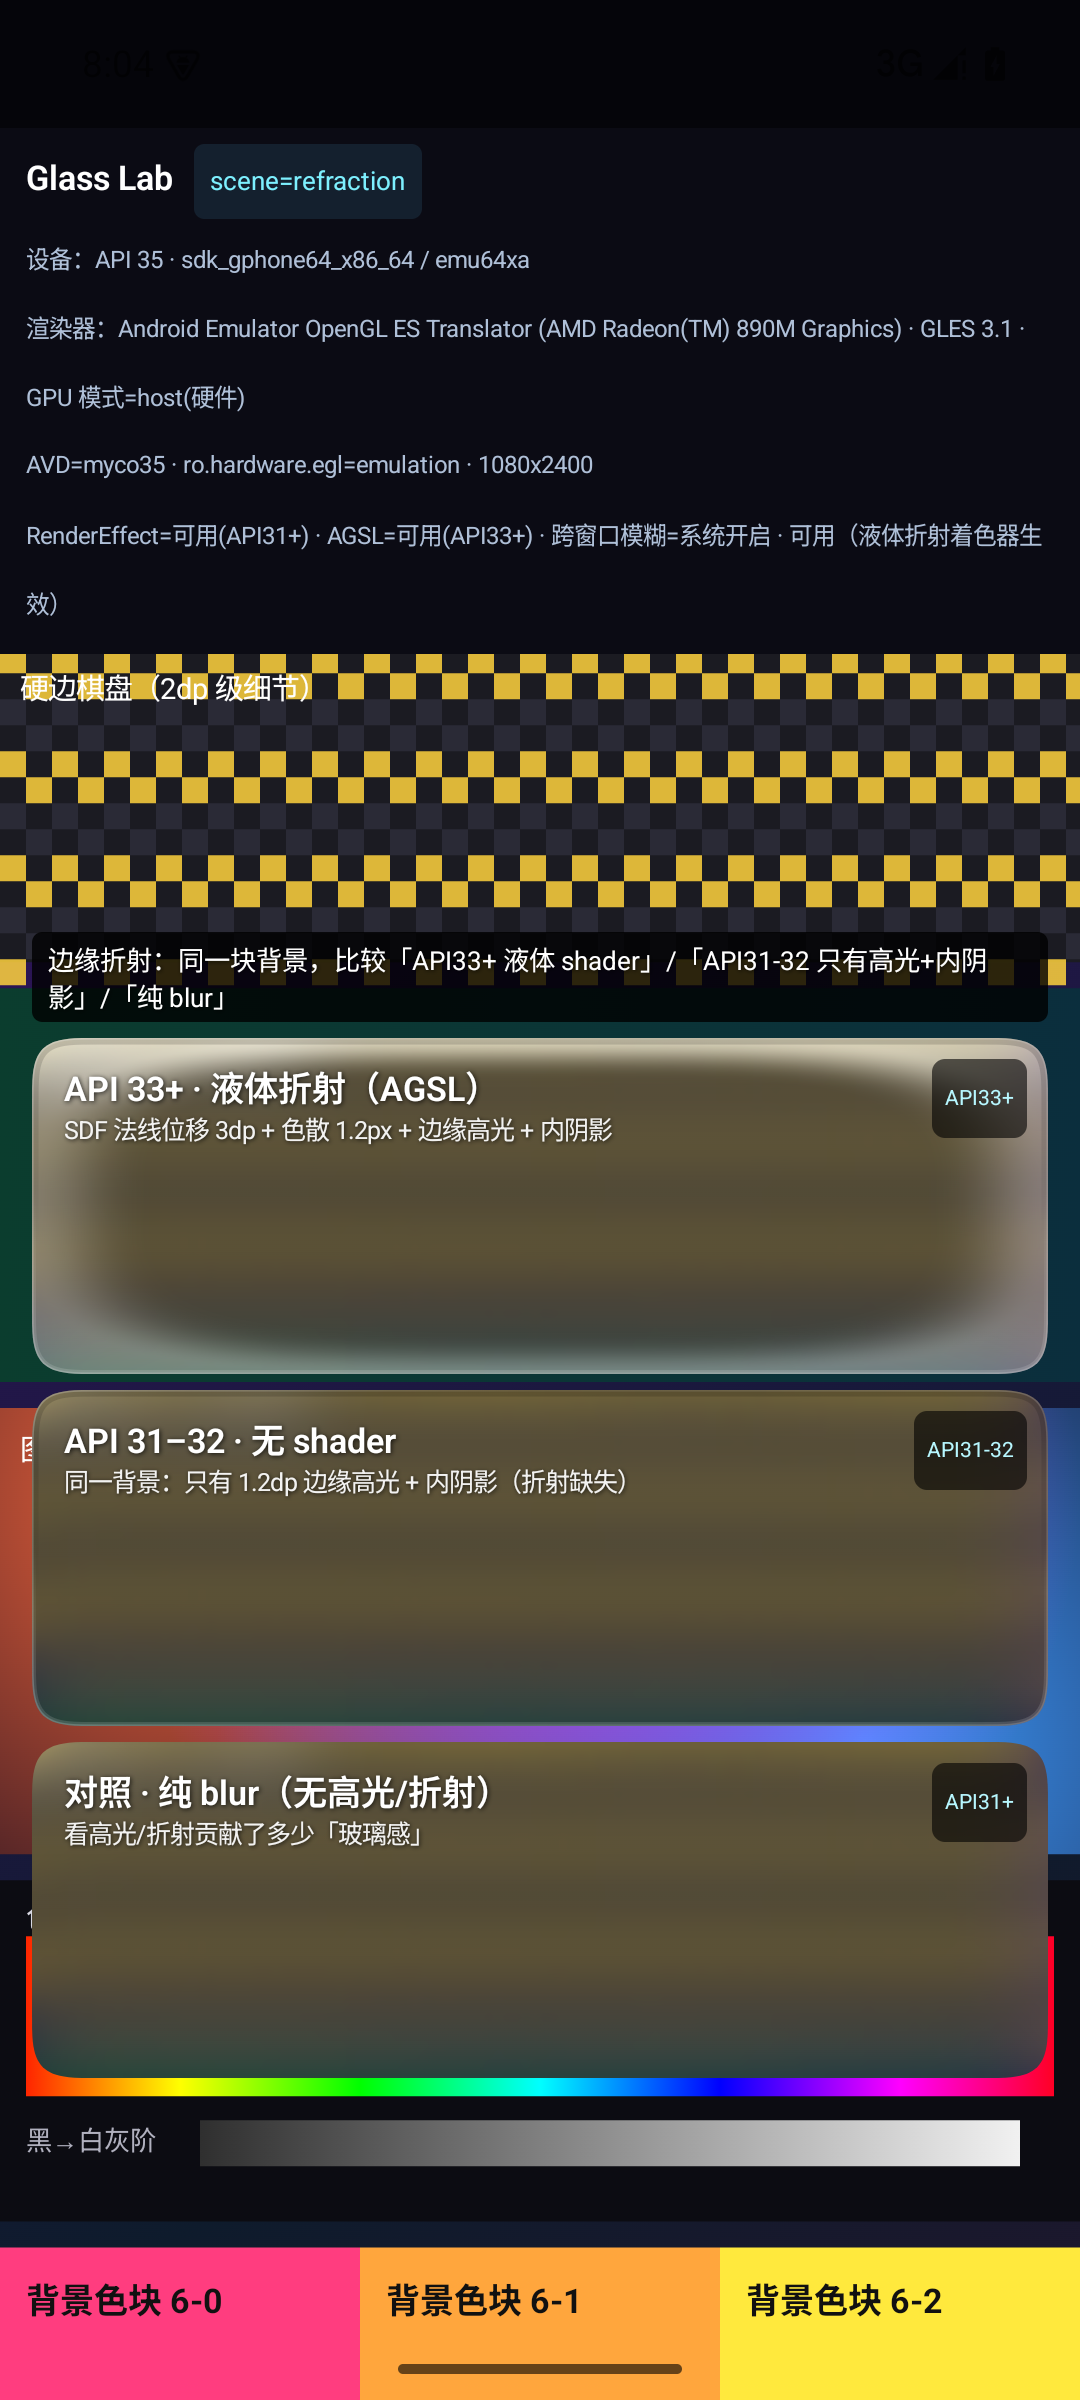 8:04
3G
Glass Lab
scene=refraction
设备：API 35 · sdk_gphone64_x86_64 / emu64xa
渲染器：Android Emulator OpenGL ES Translator (AMD Radeon(TM) 890M Graphics) · GLES 3.1 ·
GPU 模式=host(硬件)
AVD=myco35 · ro.hardware.egl=emulation · 1080x2400
RenderEffect=可用(API31+) · AGSL=可用(API33+) · 跨窗口模糊=系统开启 · 可用（液体折射着色器生
效）
硬边棋盘（2dp 级细节）
边缘折射：同一块背景，比较「API33+ 液体 shader」/「API31-32 只有高光+内阴
影」/「纯 blur」
API 33+ · 液体折射（AGSL）
API33+
SDF 法线位移 3dp + 色散 1.2px + 边缘高光 + 内阴影
API 31–32 · 无 shader
API31-32
同一背景：只有 1.2dp 边缘高光 + 内阴影（折射缺失）
对照 · 纯 blur（无高光/折射）
API31+
看高光/折射贡献了多少「玻璃感」
黑→白灰阶
背景色块 6-0
背景色块 6-1
背景色块 6-2